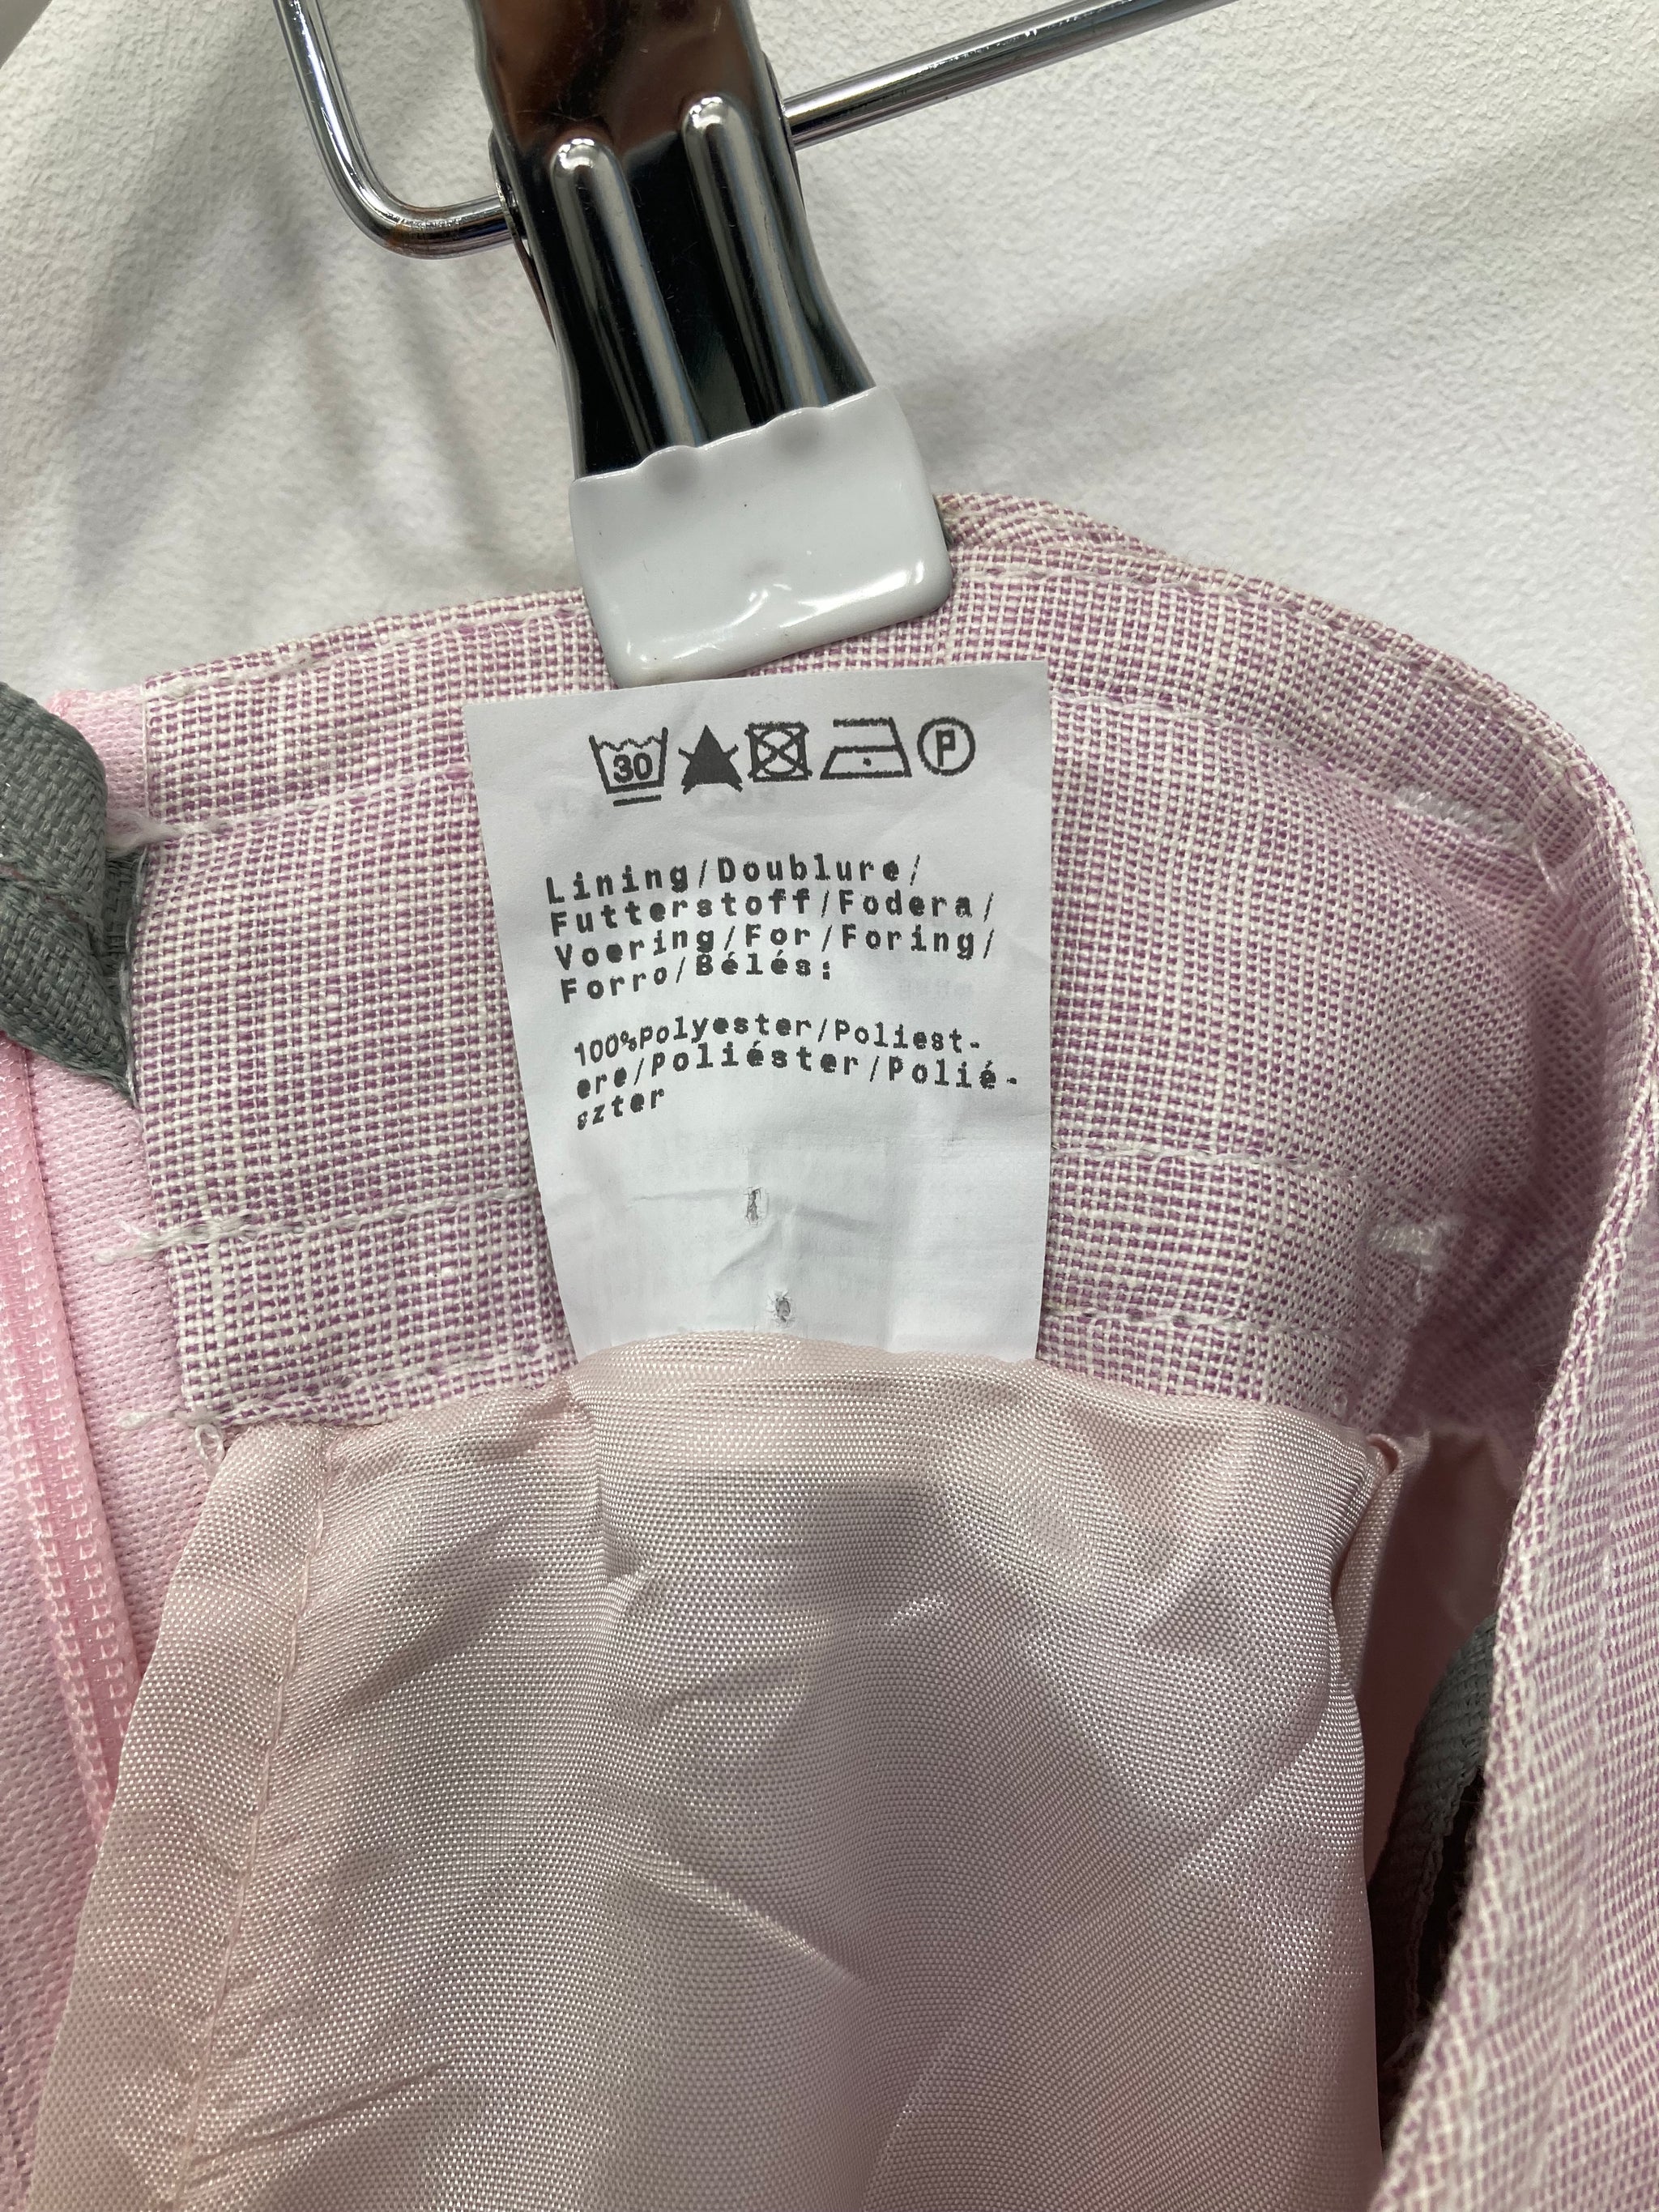 30 P
Lining/Doublure/
Futterstoff/Fodera/
Voering/For/Foring/
Forro/Bélés:
100%Polyester/Poliest-
ere/Poliéster/Polié-
szter